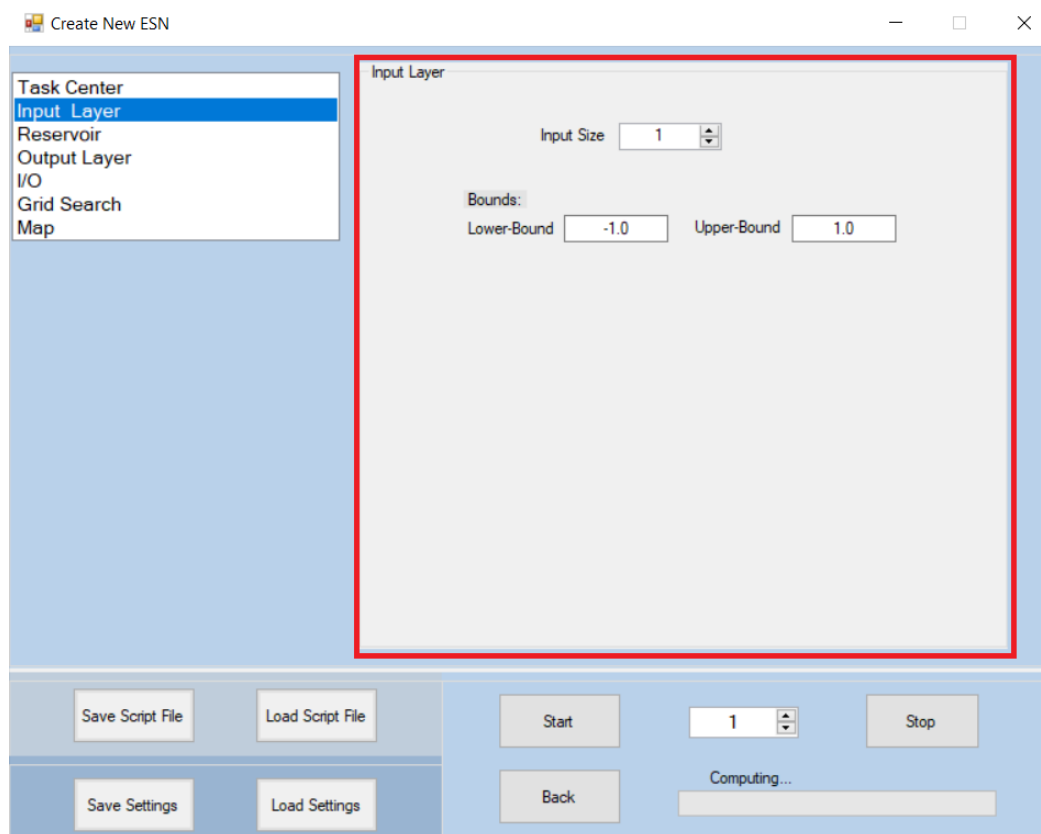 Create New ESN
Task Center
Input  Layer
Reservoir
Output Layer
I/O
Grid Search
Map
Input Layer
Input Size 1
Bounds:
Lower-Bound -1.0 Upper-Bound 1.0
Save Script File Load Script File
Save Settings Load Settings
Start 1 Stop
Back Computing...